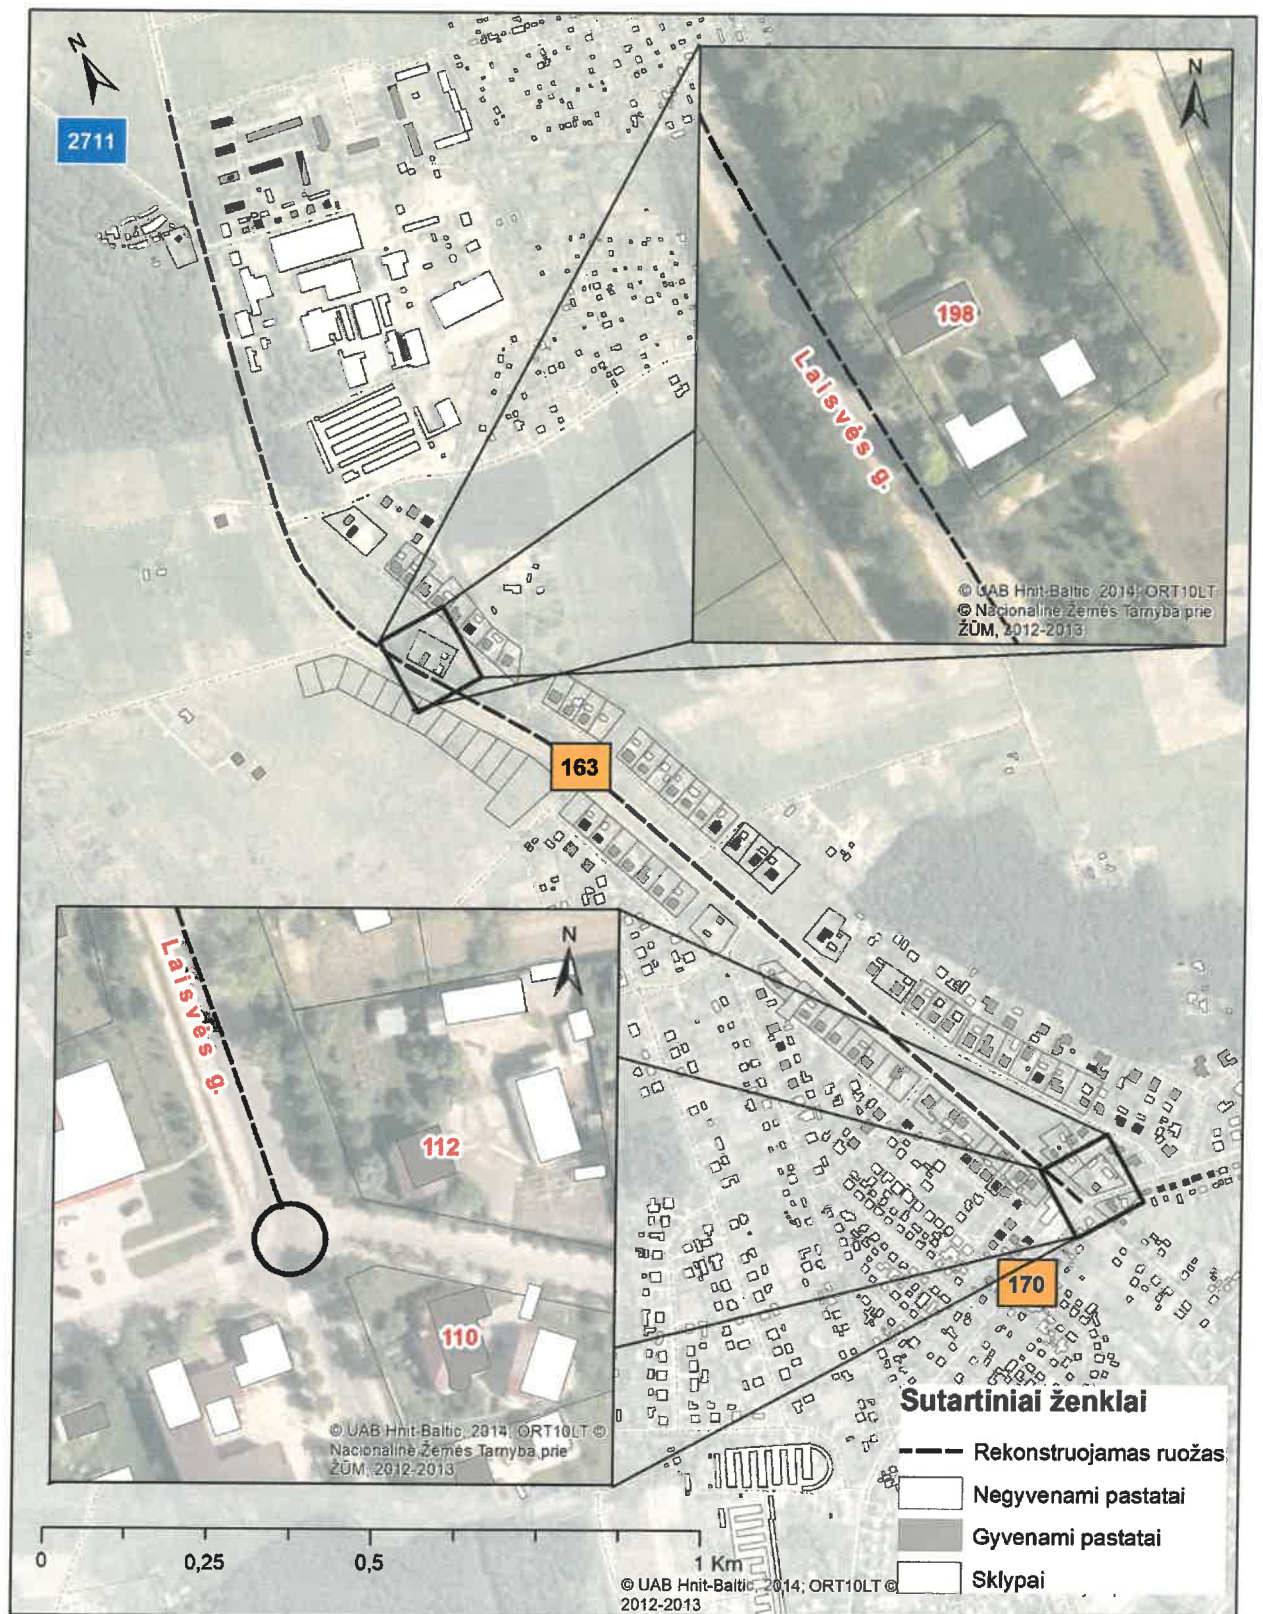 N
2711
N
198
Laisvės g.
© UAB Hnit-Baltic, 2014; ORT10LT
© Nacionalinė Žemės Tarnyba prie
ŽŪM, 2012-2013
163
Laisvės g.
N
112
110
© UAB Hnit-Baltic, 2014; ORT10LT ©
Nacionalinė Žemės Tarnyba prie
ŽŪM, 2012-2013
170
Sutartiniai ženklai
Rekonstruojamas ruožas
Negyvenami pastatai
Gyvenami pastatai
Sklypai
0 0,25 0,5 1 Km
© UAB Hnit-Baltic, 2014; ORT10LT ©
2012-2013